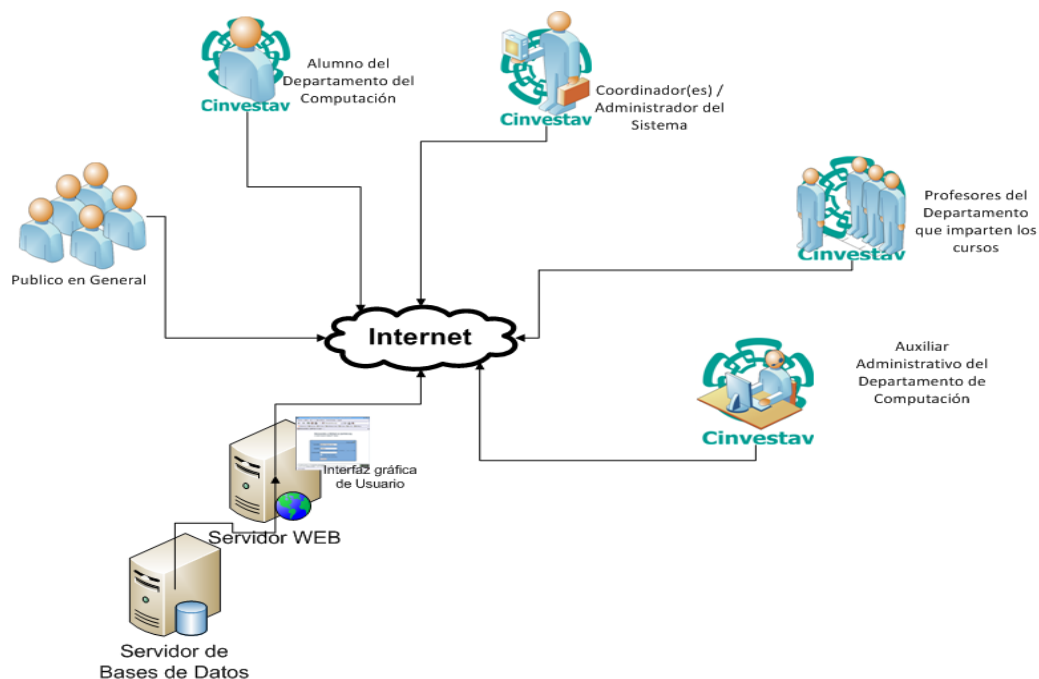 Alumno del
Departamento del
Computación
Cinvestav
Coordinador(es) /
Administrador del
Sistema
Cinvestav
Profesores del
Departamento
que imparten los
cursos
Cinvestav
Publico en General
Internet
Auxiliar
Administrativo del
Departamento de
Computación
Cinvestav
Interfaz gráfica
de Usuario
Servidor WEB
Servidor de
Bases de Datos